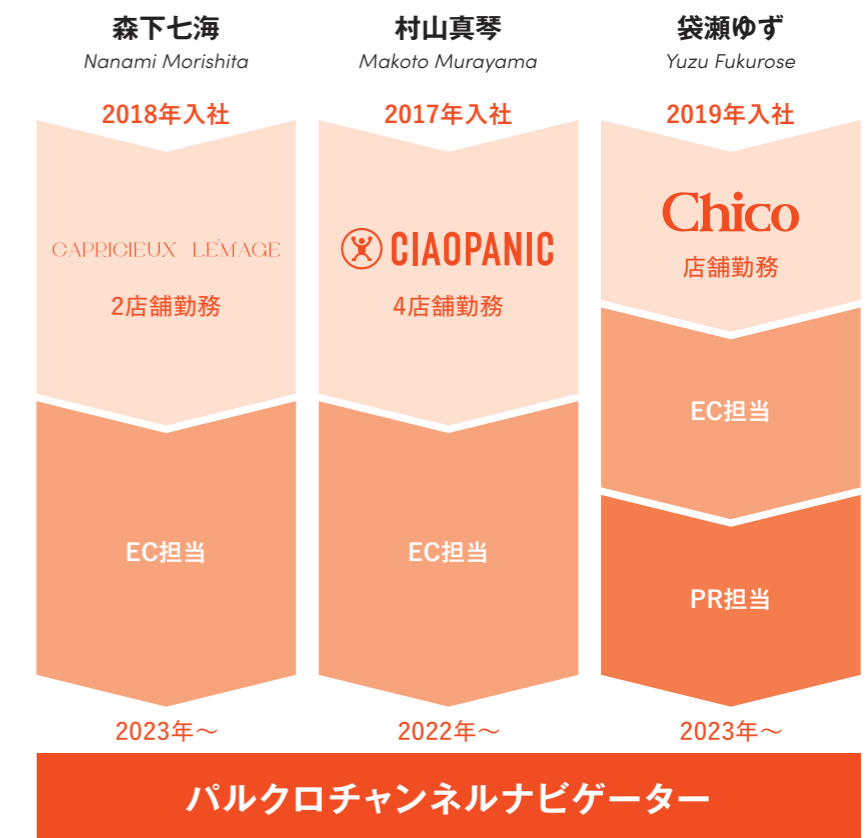 森下七海
Nanami Morishita
2018年入社
CAPRICIEUX LE'MAGE
2店舗勤務
EC担当
2023年〜
村山真琴
Makoto Murayama
2017年入社
CIAOPANIC
4店舗勤務
EC担当
2022年〜
袋瀬ゆず
Yuzu Fukurose
2019年入社
Chico
店舗勤務
EC担当
PR担当
2023年〜
パルクロチャンネルナビゲーター